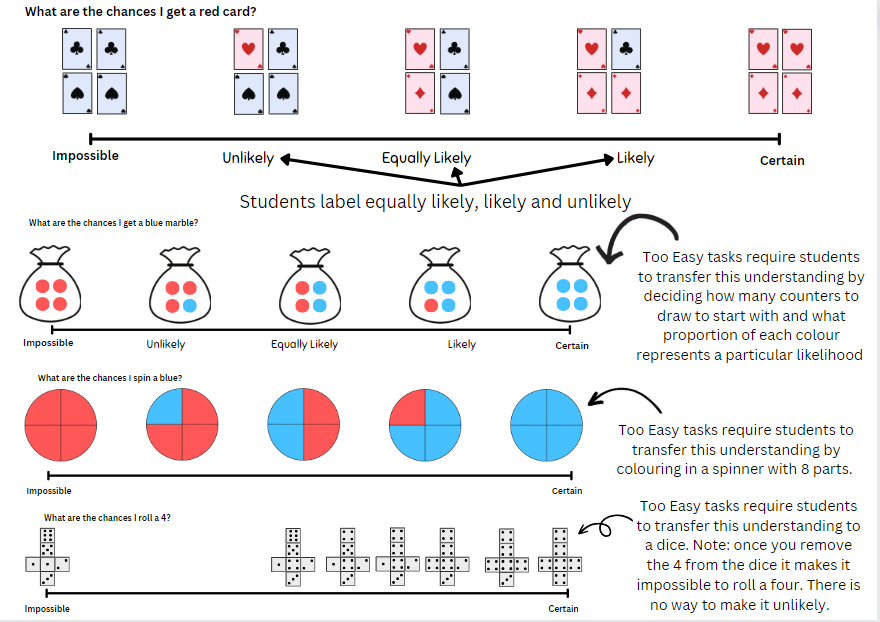 What are the chances I get a red card?
Impossible
Unlikely
Equally Likely
Likely
Certain
Students label equally likely, likely and unlikely
What are the chances I get a blue marble?
Impossible
Unlikely
Equally Likely
Likely
Certain
Too Easy tasks require students
to transfer this understanding by
deciding how many counters to
draw to start with and what
proportion of each colour
represents a particular likelihood
What are the chances I spin a blue?
Impossible
Certain
Too Easy tasks require students to
transfer this understanding by
colouring in a spinner with 8 parts.
What are the chances I roll a 4?
Impossible
Certain
Too Easy tasks require students
to transfer this understanding to
a dice. Note: once you remove
the 4 from the dice it makes it
impossible to roll a four. There is
no way to make it unlikely.